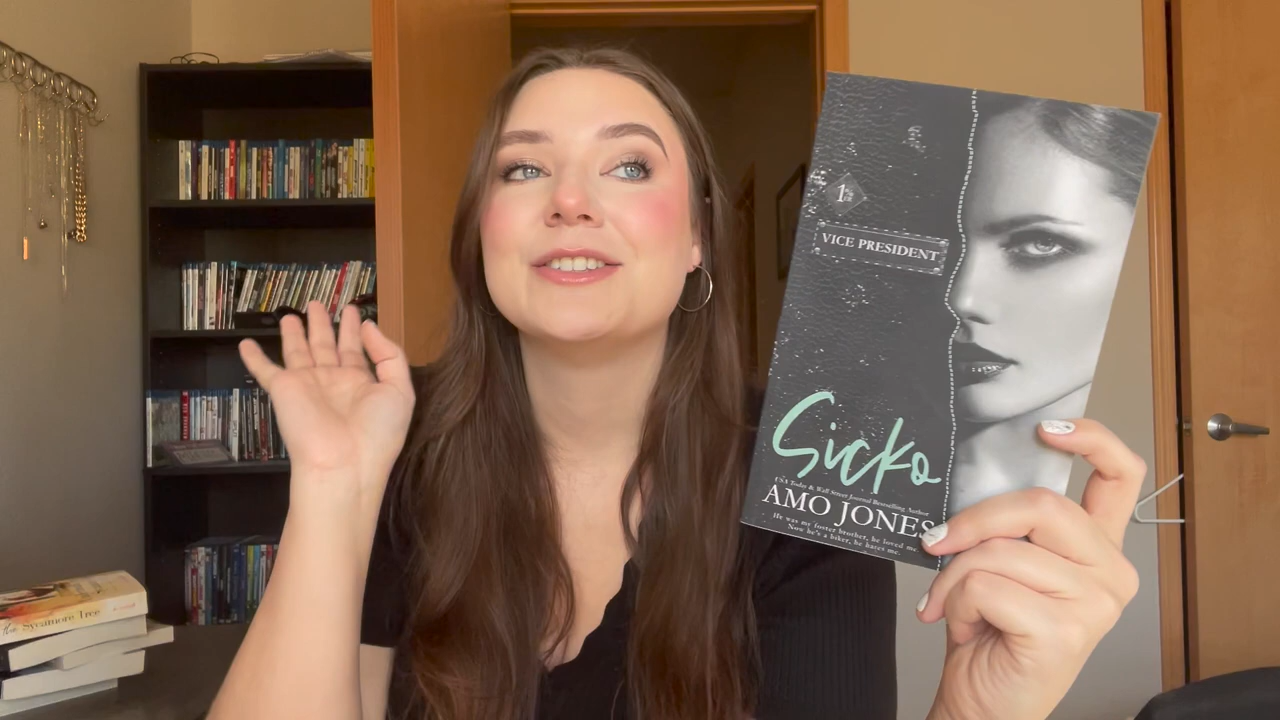 1%
ER
VICE PRESIDENT
Sicko
USA Today & Wall Street Journal Bestselling Author
AMO JONES
He was my foster brother, he loved me.
Now he's a biker, he hates me.
the Sycamore Tree